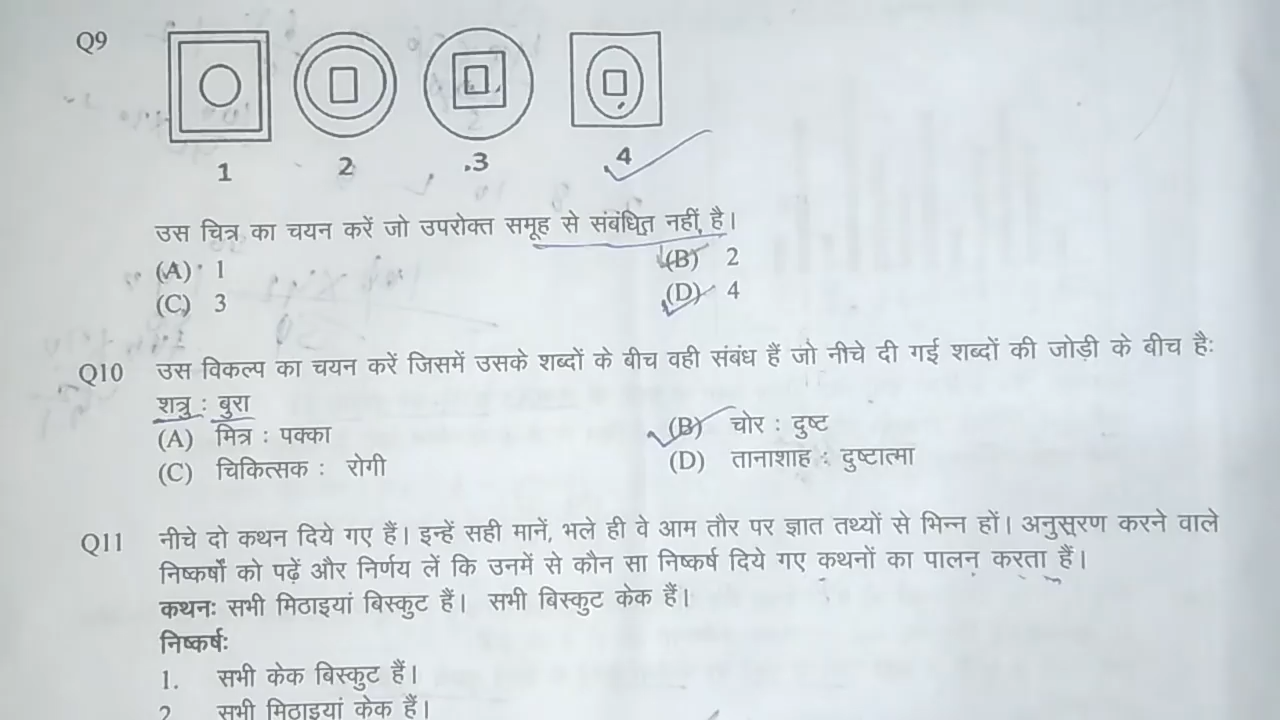 Q9
1 2 .3 4
उस चित्र का चयन करें जो उपरोक्त समूह से संबंधित नहीं है।
(A) 1 (B) 2
(C) 3 (D) 4
Q10 उस विकल्प का चयन करें जिसमें उसके शब्दों के बीच वही संबंध हैं जो नीचे दी गई शब्दों की जोड़ी के बीच है:
शत्रु : बुरा
(A) मित्र : पक्का (B) चोर : दुष्ट
(C) चिकित्सक : रोगी (D) तानाशाह : दुष्टात्मा
Q11 नीचे दो कथन दिये गए हैं। इन्हें सही मानें, भले ही वे आम तौर पर ज्ञात तथ्यों से भिन्न हों। अनुसरण करने वाले
निष्कर्षों को पढ़ें और निर्णय लें कि उनमें से कौन सा निष्कर्ष दिये गए कथनों का पालन करता हैं।
कथन: सभी मिठाइयां बिस्कुट हैं। सभी बिस्कुट केक हैं।
निष्कर्ष:
1. सभी केक बिस्कुट हैं।
2 सभी मिठाइयां केक हैं।